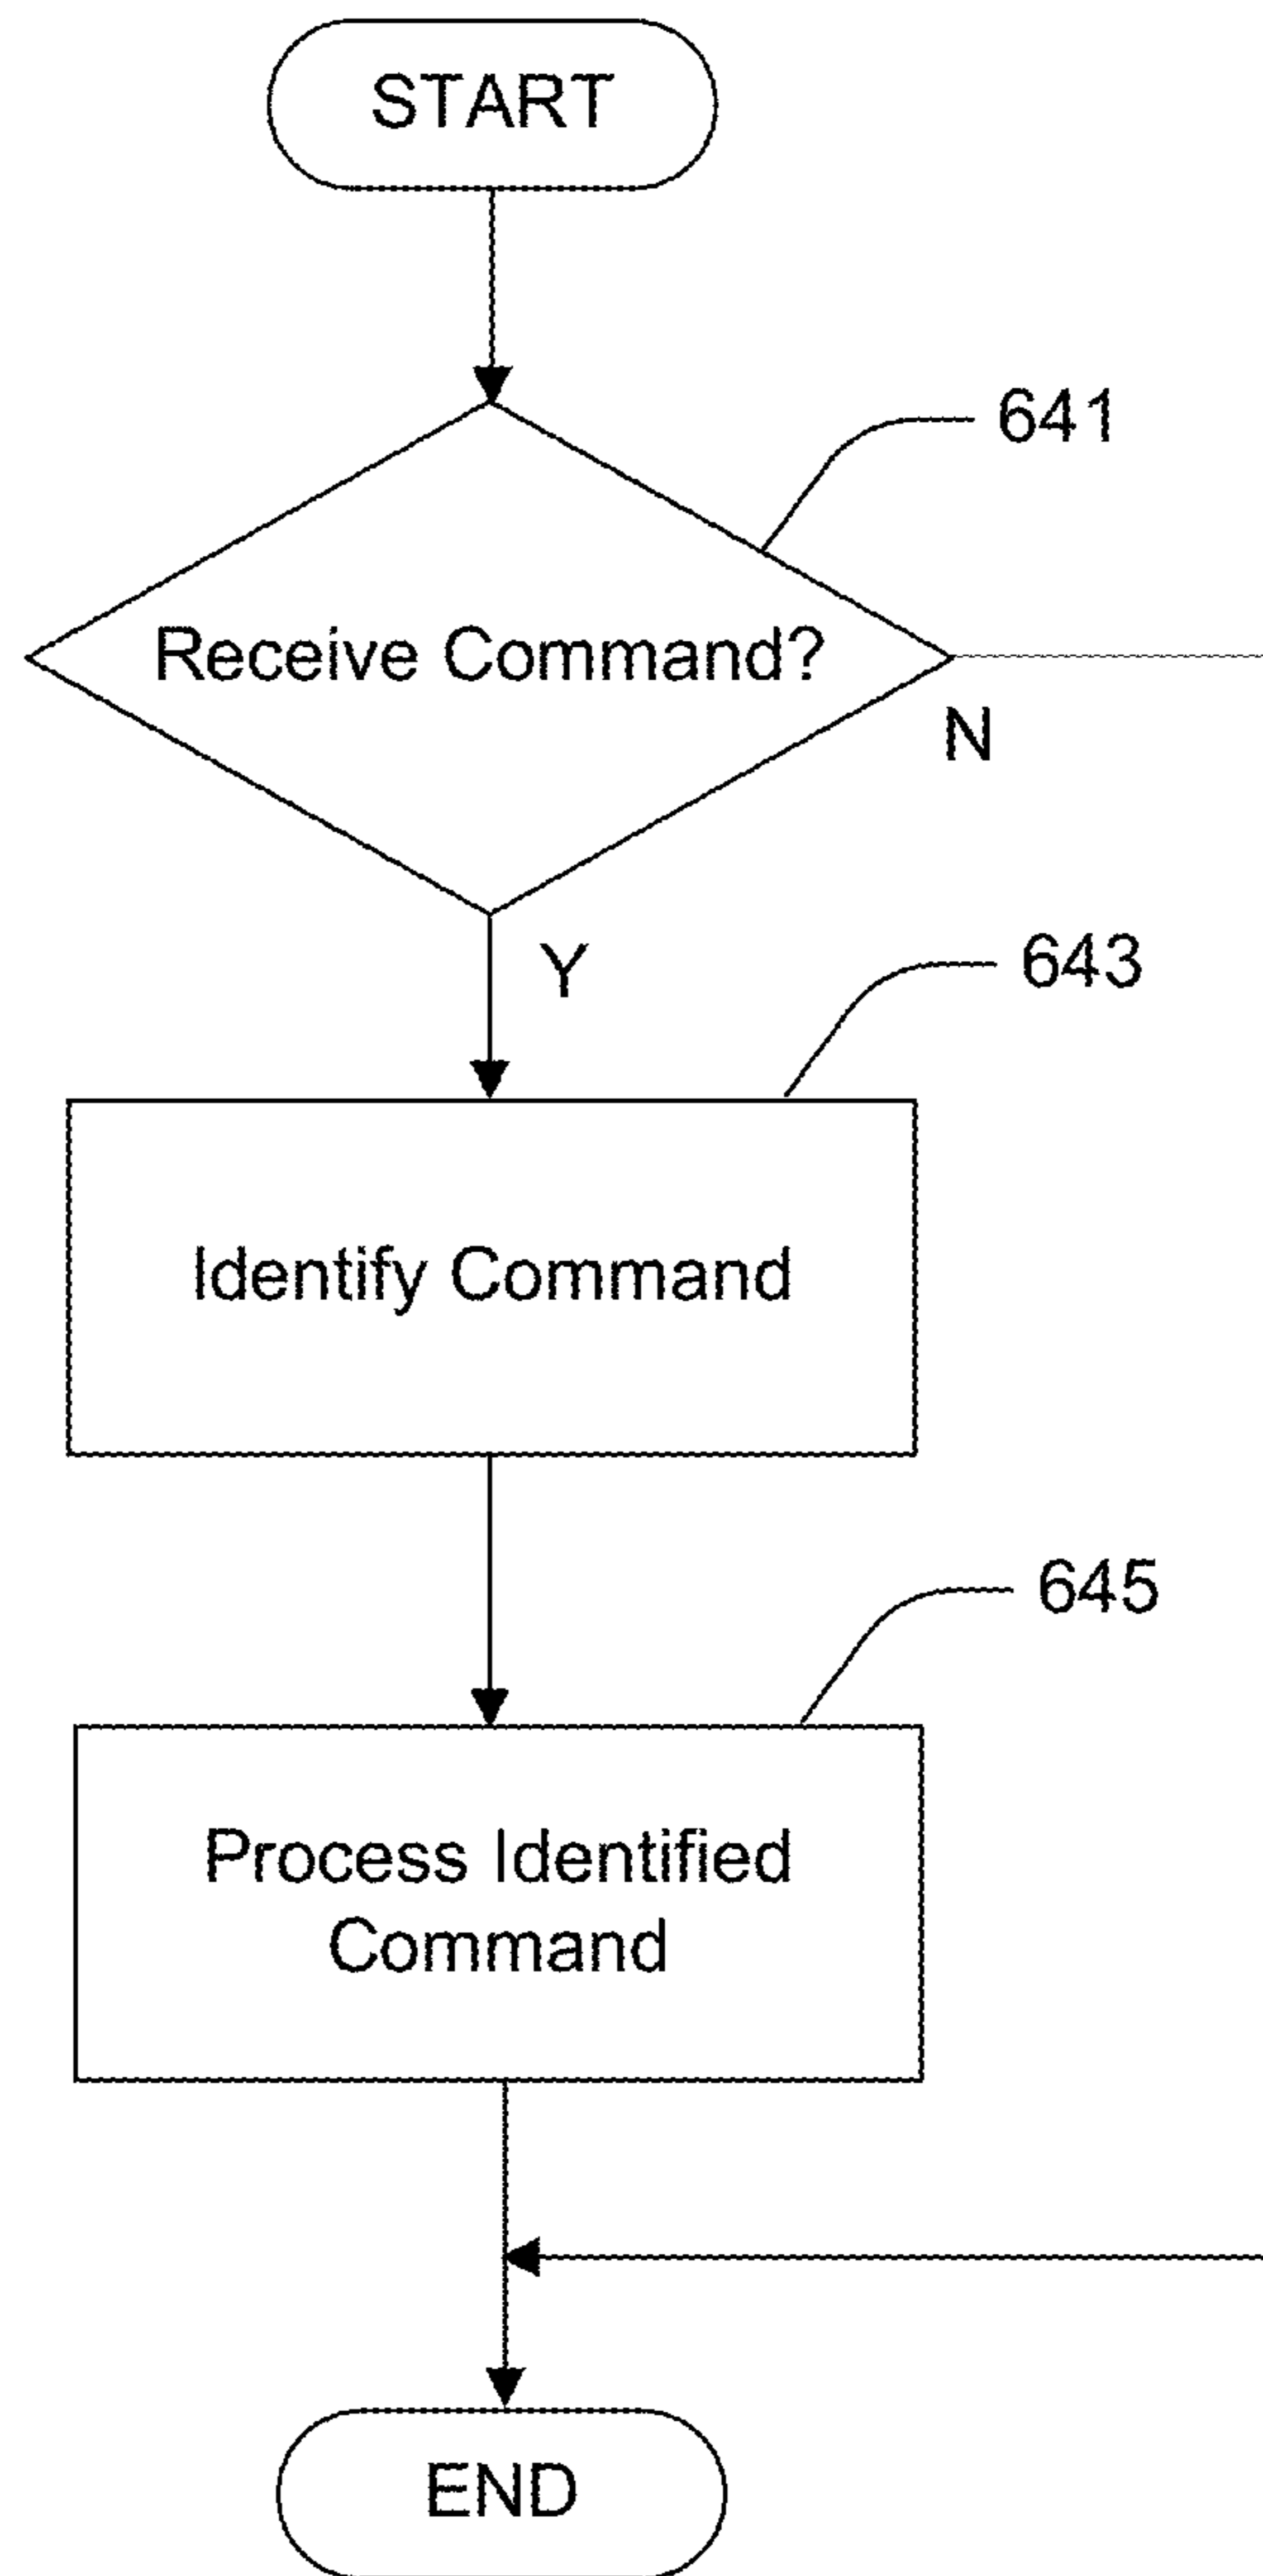 START
641
Receive Command?
N
Y
643
Identify Command
645
Process Identified
Command
END